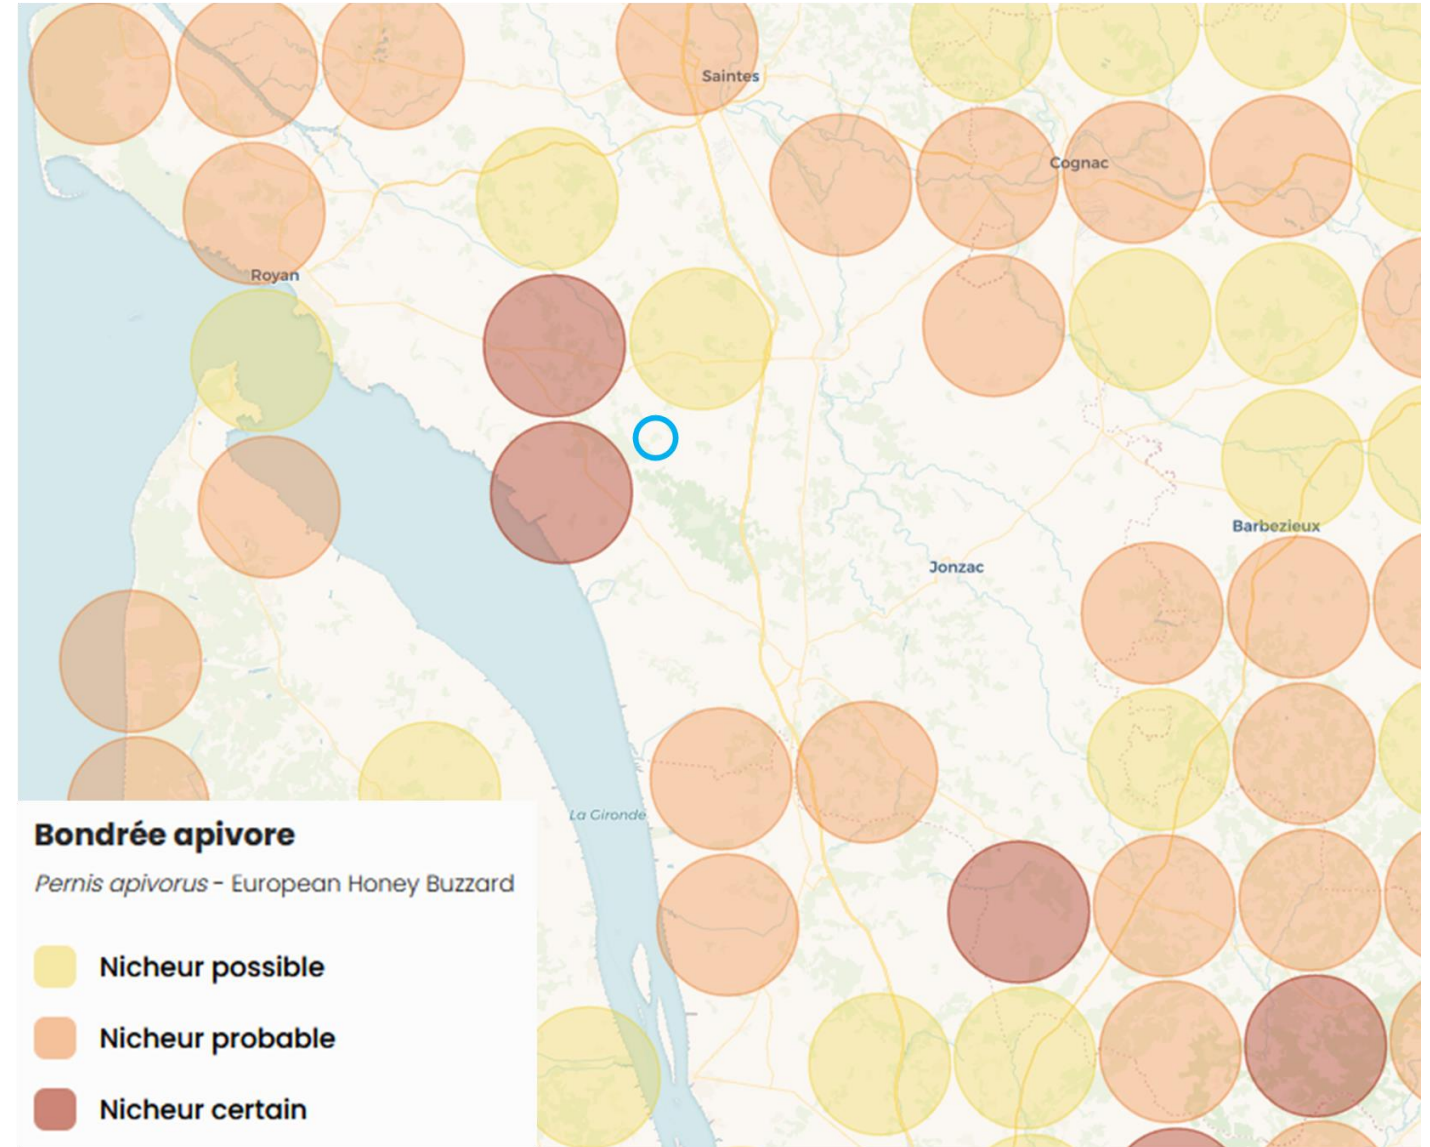 Saintes
Cognac
Royan
Barbezieux
Jonzac
La Gironde
Bondrée apivore
Pernis apivorus - European Honey Buzzard
Nicheur possible
Nicheur probable
Nicheur certain